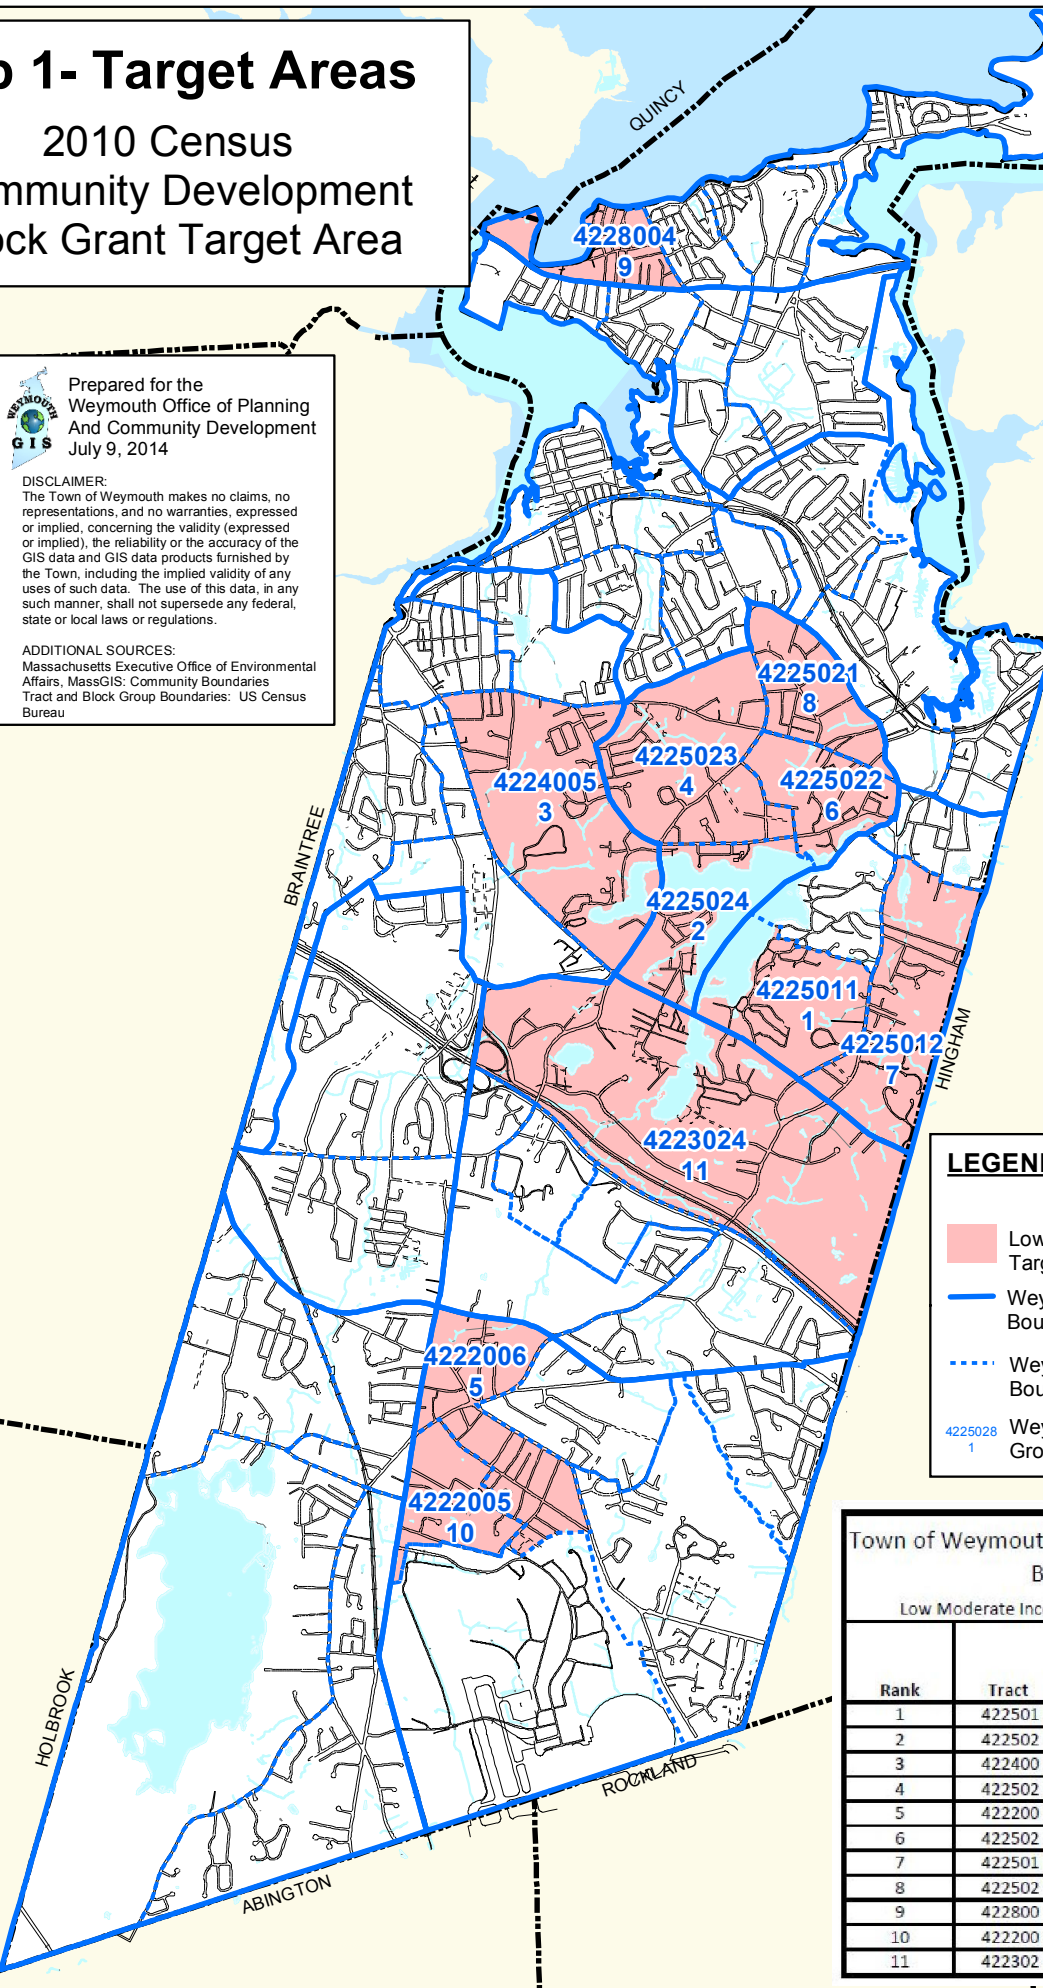 p 1- Target Areas
2010 Census
mmunity Development
ock Grant Target Area
QUINCY
4228004
9
WEYMOUTH
GIS
Prepared for the
Weymouth Office of Planning
And Community Development
July 9, 2014
DISCLAIMER:
The Town of Weymouth makes no claims, no
representations, and no warranties, expressed
or implied, concerning the validity (expressed
or implied), the reliability or the accuracy of the
GIS data and GIS data products furnished by
the Town, including the implied validity of any
uses of such data. The use of this data, in any
such manner, shall not supersede any federal,
state or local laws or regulations.
ADDITIONAL SOURCES:
Massachusetts Executive Office of Environmental
Affairs, MassGIS: Community Boundaries
Tract and Block Group Boundaries: US Census
Bureau
4225021
8
4225023
4
4224005
3
4225022
6
BRAINTREE
4225024
2
4225011
1
4225012
7
HINGHAM
4223024
11
LEGEN
Low
Targ
Wey
Bou
Wey
Bou
4225028
1
Wey
Gro
4222006
5
4222005
10
Town of Weymout
B
Low Moderate Inc
Rank Tract
1 422501
2 422502
3 422400
4 422502
5 422200
6 422502
7 422501
8 422502
9 422800
10 422200
11 422302
HOLBROOK
ROCKLAND
ABINGTON